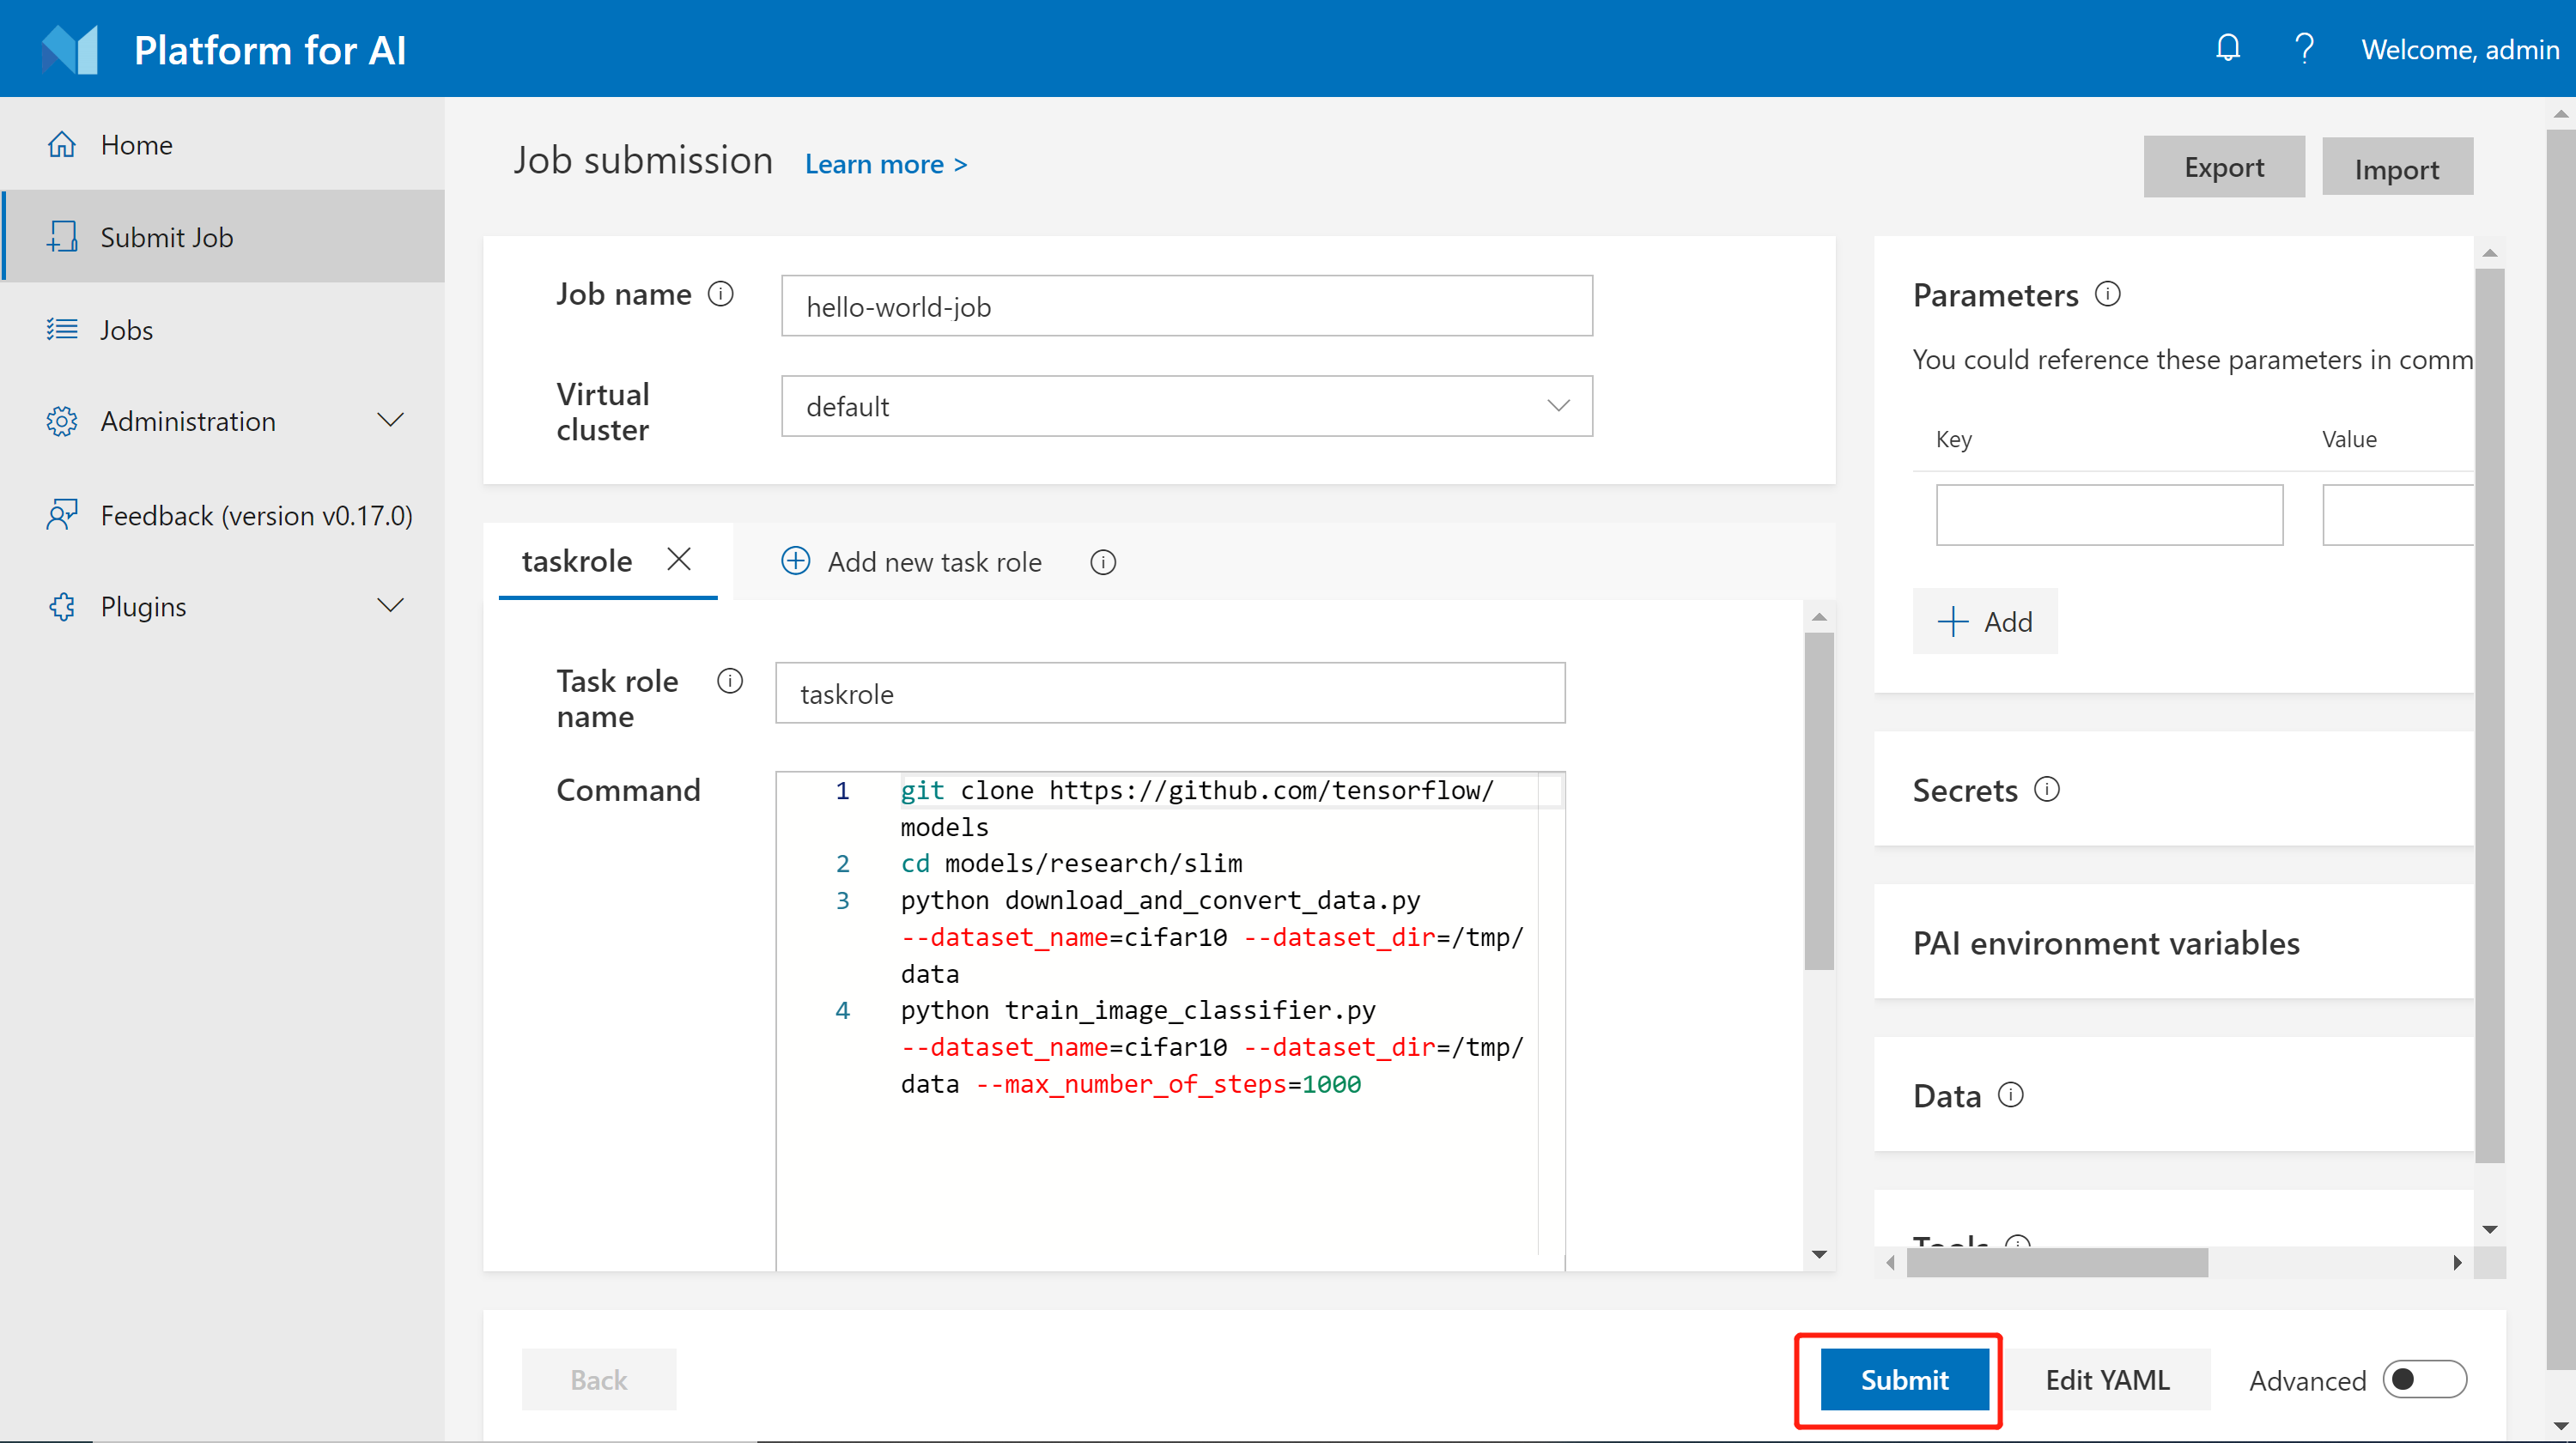 Platform for AI
Welcome, admin
Home
Submit Job
Jobs
Administration
Feedback (version v0.17.0)
Plugins
Job submission
Learn more >
Export
Import
Job name
hello-world-job
Virtual
cluster
default
taskrole
Add new task role
Task role
name
taskrole
Command
1 git clone https://github.com/tensorflow/
models
2 cd models/research/slim
3 python download_and_convert_data.py
--dataset_name=cifar10 --dataset_dir=/tmp/
data
4 python train_image_classifier.py
--dataset_name=cifar10 --dataset_dir=/tmp/
data --max_number_of_steps=1000
Parameters
You could reference these parameters in comm
Key
Value
Add
Secrets
PAI environment variables
Data
Tools
Back
Submit
Edit YAML
Advanced